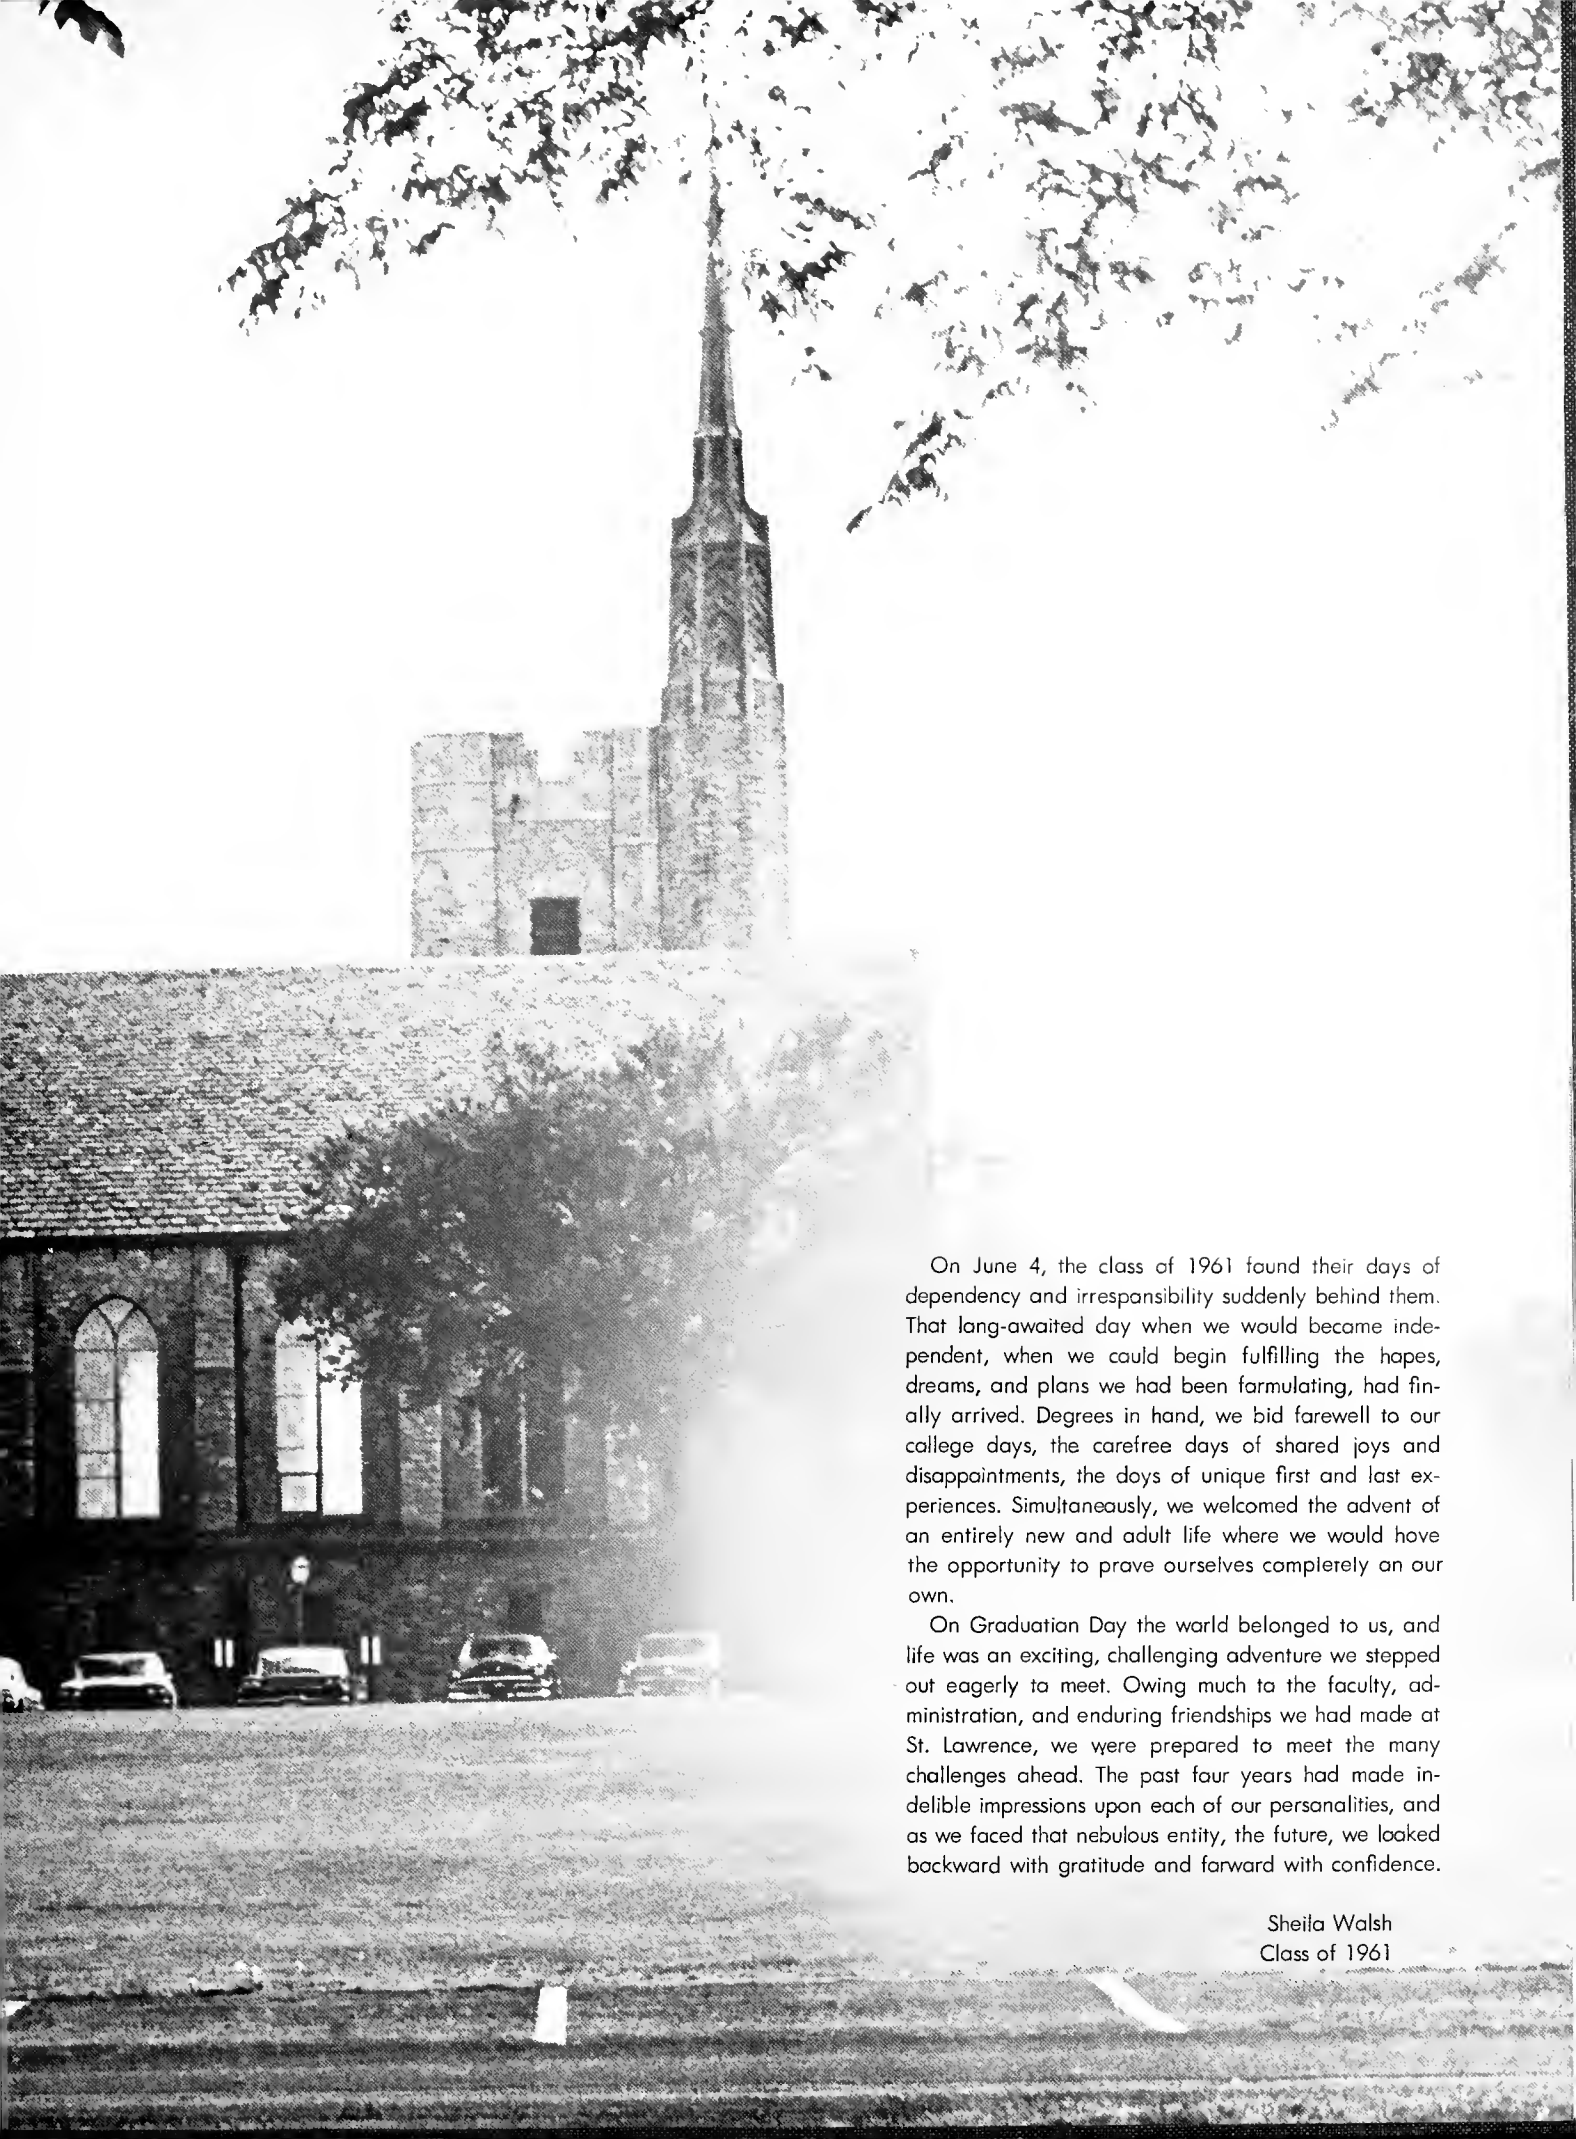 On June 4, the class of 1961 found their days of
dependency and irresponsibility suddenly behind them.
That long-awaited day when we would become inde-
pendent, when we could begin fulfilling the hopes,
dreams, and plans we had been formulating, had fin-
ally arrived. Degrees in hand, we bid farewell to our
college days, the carefree days of shared joys and
disappointments, the days of unique first and last ex-
periences. Simultaneously, we welcomed the advent of
an entirely new and adult life where we would have
the opportunity to prove ourselves completely on our
own.
On Graduation Day the world belonged to us, and
life was an exciting, challenging adventure we stepped
out eagerly to meet. Owing much to the faculty, ad-
ministration, and enduring friendships we had made at
St. Lawrence, we were prepared to meet the many
challenges ahead. The past four years had made in-
delible impressions upon each of our personalities, and
as we faced that nebulous entity, the future, we looked
backward with gratitude and forward with confidence.
Sheila Walsh
Class of 1961